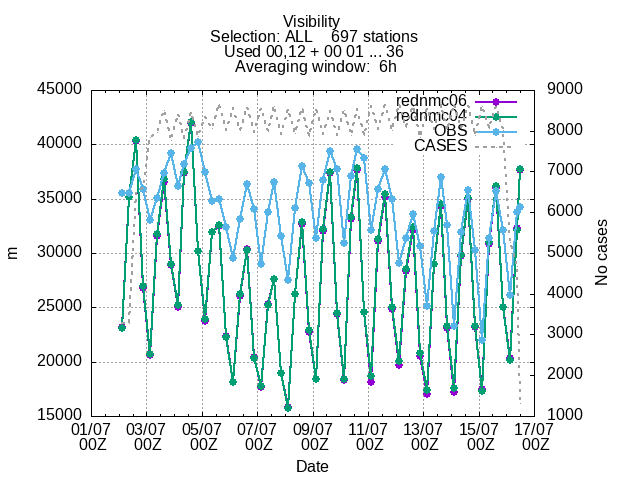 Visibility
Selection: ALL    697 stations
Used 00,12 + 00 01 ... 36
Averaging window:  6h
45000
40000
35000
30000
25000
20000
15000
m
rednmc06
rednmc04
OBS
CASES
9000
8000
7000
6000
5000
4000
3000
2000
1000
No cases
01/07 03/07 05/07 07/07 09/07 11/07 13/07 15/07 17/07
00Z 00Z 00Z 00Z 00Z 00Z 00Z 00Z 00Z
Date